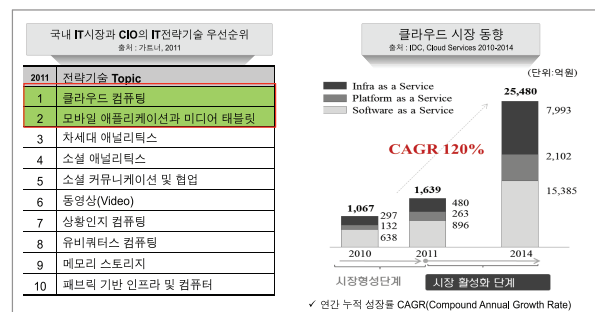 국내 IT시장과 CIO의 IT전략기술 우선순위
출처 : 가트너, 2011
2011 전략기술 Topic
1 클라우드 컴퓨팅
2 모바일 애플리케이션과 미디어 태블릿
3 차세대 애널리틱스
4 소셜 애널리틱스
5 소셜 커뮤니케이션 및 협업
6 동영상(Video)
7 상황인지 컴퓨팅
8 유비쿼터스 컴퓨팅
9 메모리 스토리지
10 패브릭 기반 인프라 및 컴퓨터
클라우드 시장 동향
출처 : IDC, Cloud Services 2010-2014
(단위:억원)
Infra as a Service
Platform as a Service
Software as a Service
25,480
7,993
2,102
15,385
CAGR 120%
1,067
297
132
638
1,639
480
263
896
2010 2011 2014
시장형성단계 시장 활성화 단계
✓ 연간 누적 성장률 CAGR(Compound Annual Growth Rate)